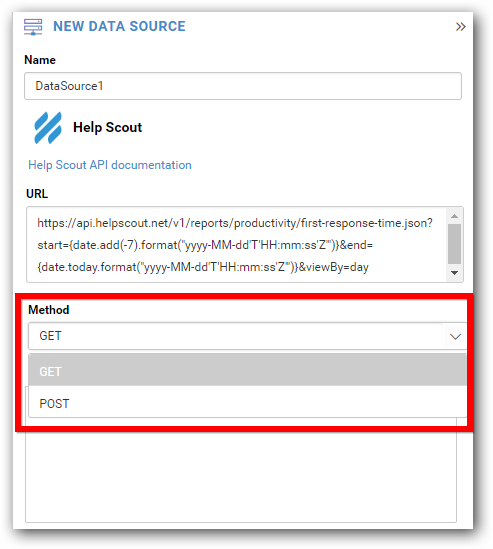 NEW DATA SOURCE
Name
DataSource1
Help Scout
Help Scout API documentation
URL
https://api.helpscout.net/v1/reports/productivity/first-response-time.json?
start={date.add(-7).format("yyyy-MM-dd'T'HH:mm:ss'Z'")}&end=
{date.today.format("yyyy-MM-dd'T'HH:mm:ss'Z'")}&viewBy=day
Method
GET
GET
POST